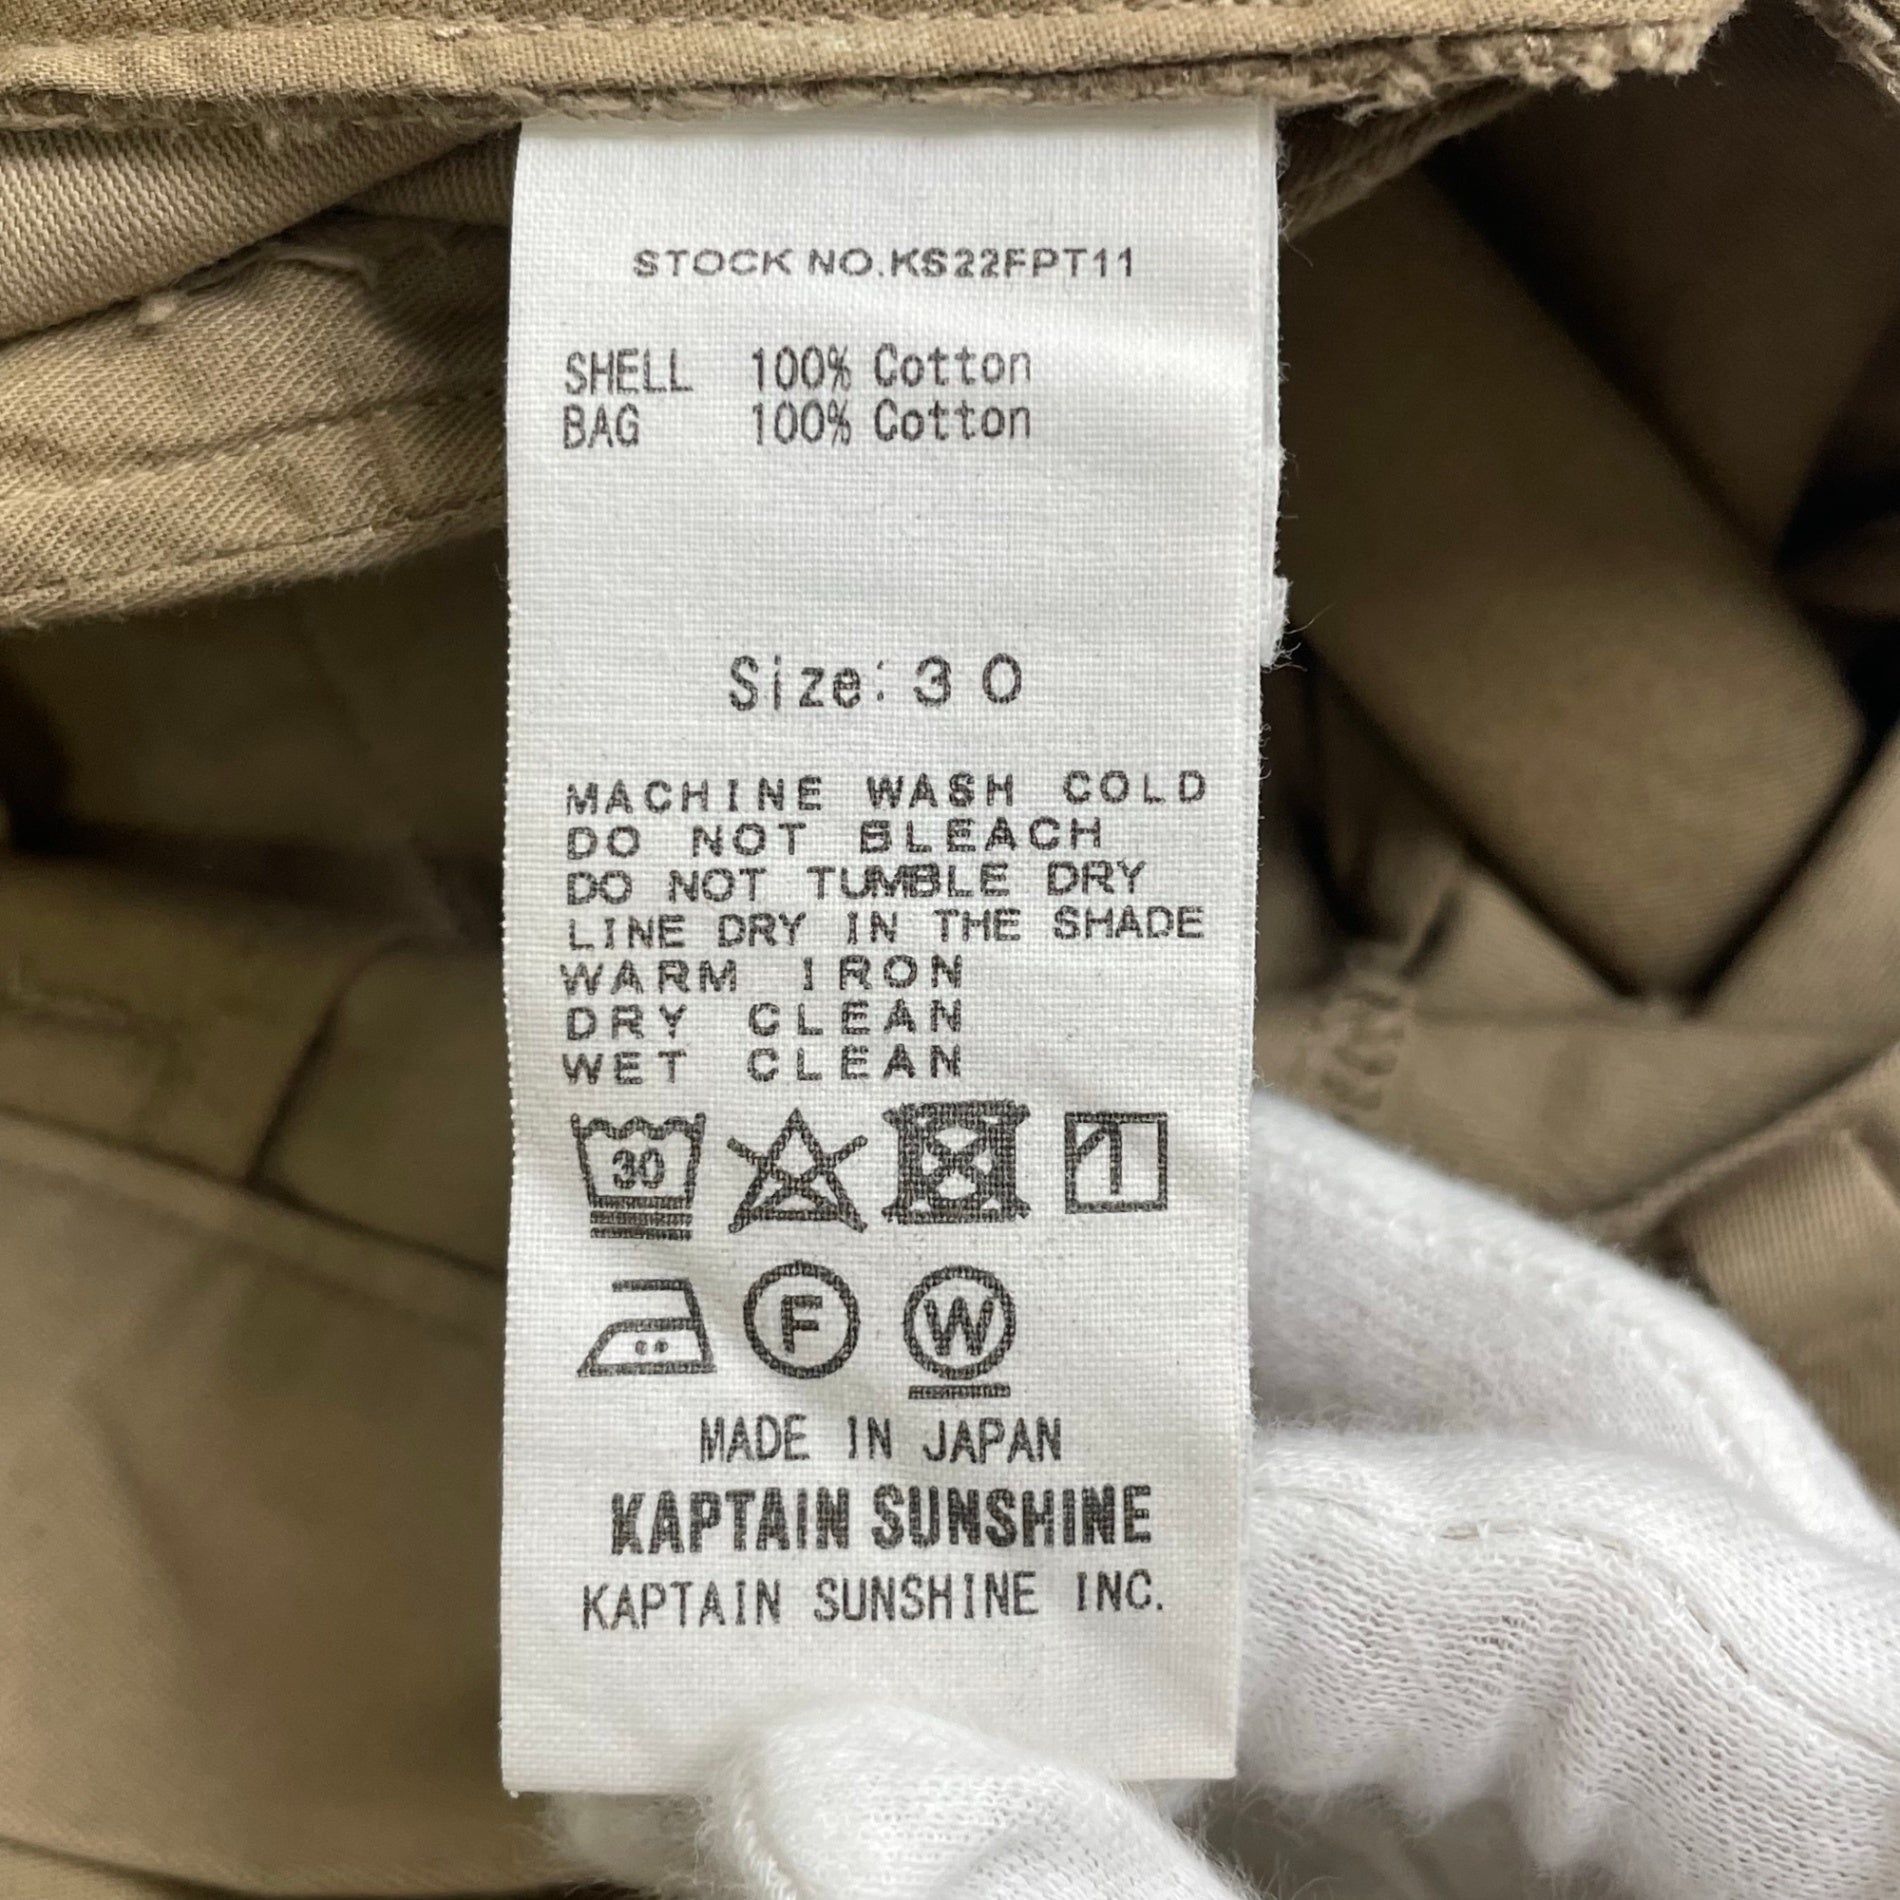 STOCK NO.KS22FPT11
SHELL 100% Cotton
BAG 100% Cotton
Size: 30
MACHINE WASH COLD
DO NOT BLEACH
DO NOT TUMBLE DRY
LINE DRY IN THE SHADE
WARM IRON
DRY CLEAN
WET CLEAN
30
F W
MADE IN JAPAN
KAPTAIN SUNSHINE
KAPTAIN SUNSHINE INC.